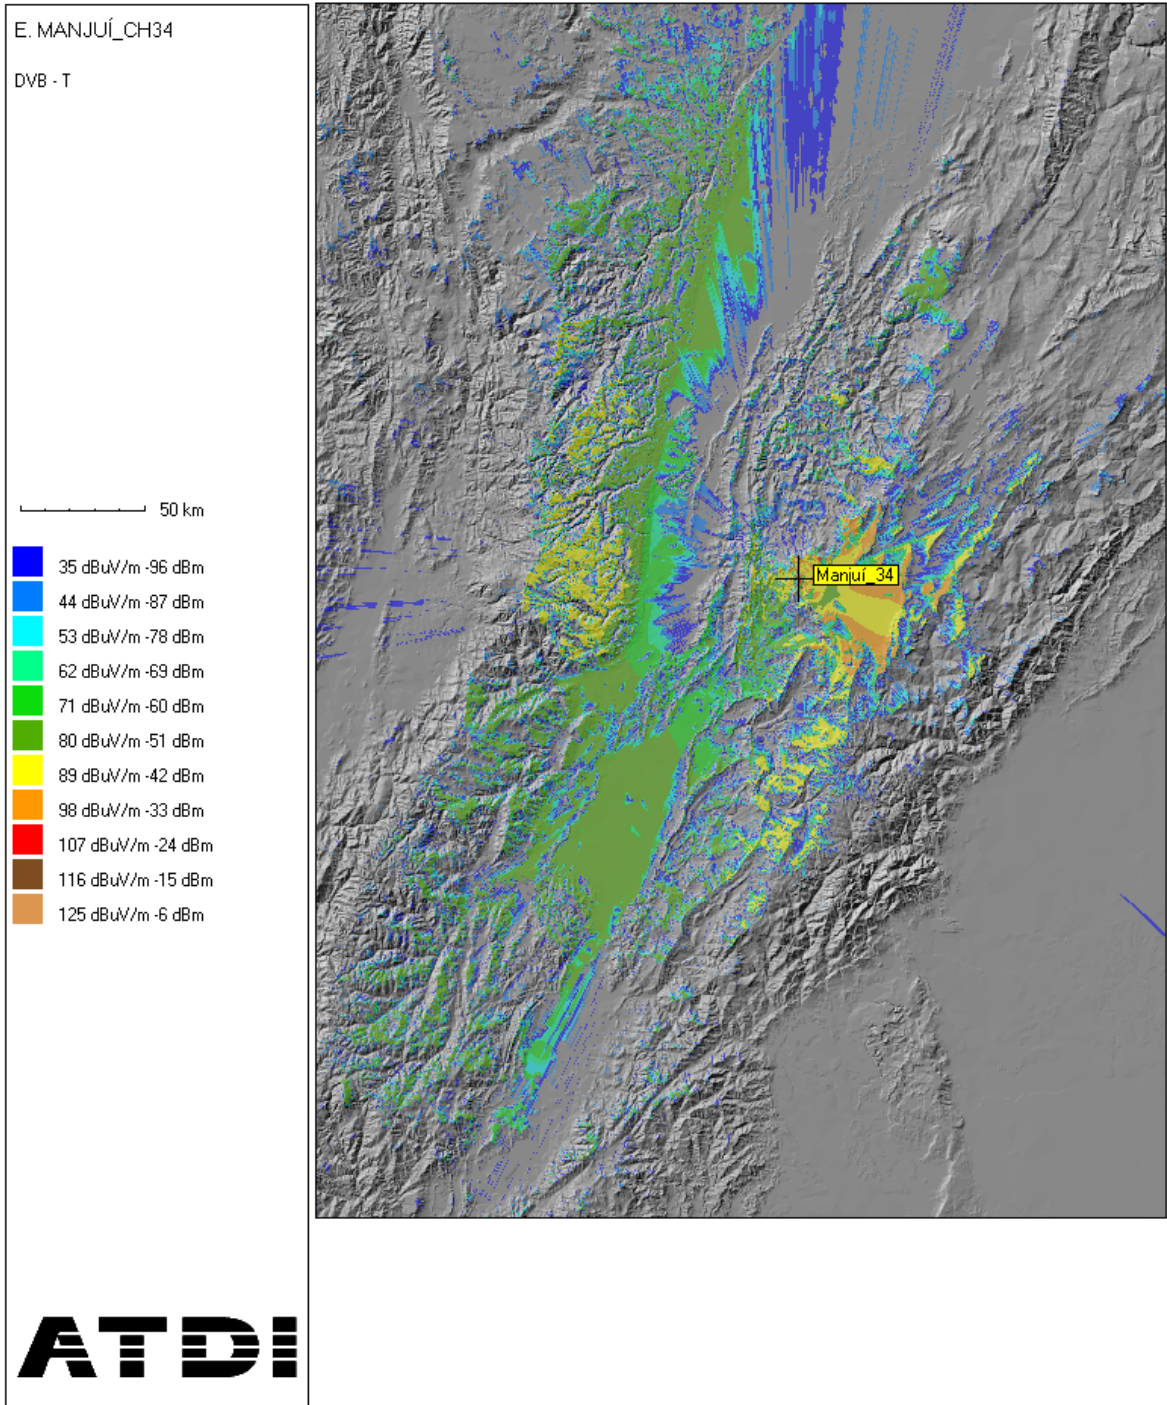 E. MANJUÍ_CH34
DVB - T
50 km
35 dBuV/m -96 dBm
44 dBuV/m -87 dBm
53 dBuV/m -78 dBm
62 dBuV/m -69 dBm
71 dBuV/m -60 dBm
80 dBuV/m -51 dBm
89 dBuV/m -42 dBm
98 dBuV/m -33 dBm
107 dBuV/m -24 dBm
116 dBuV/m -15 dBm
125 dBuV/m -6 dBm
Manjuí_34
ATDI